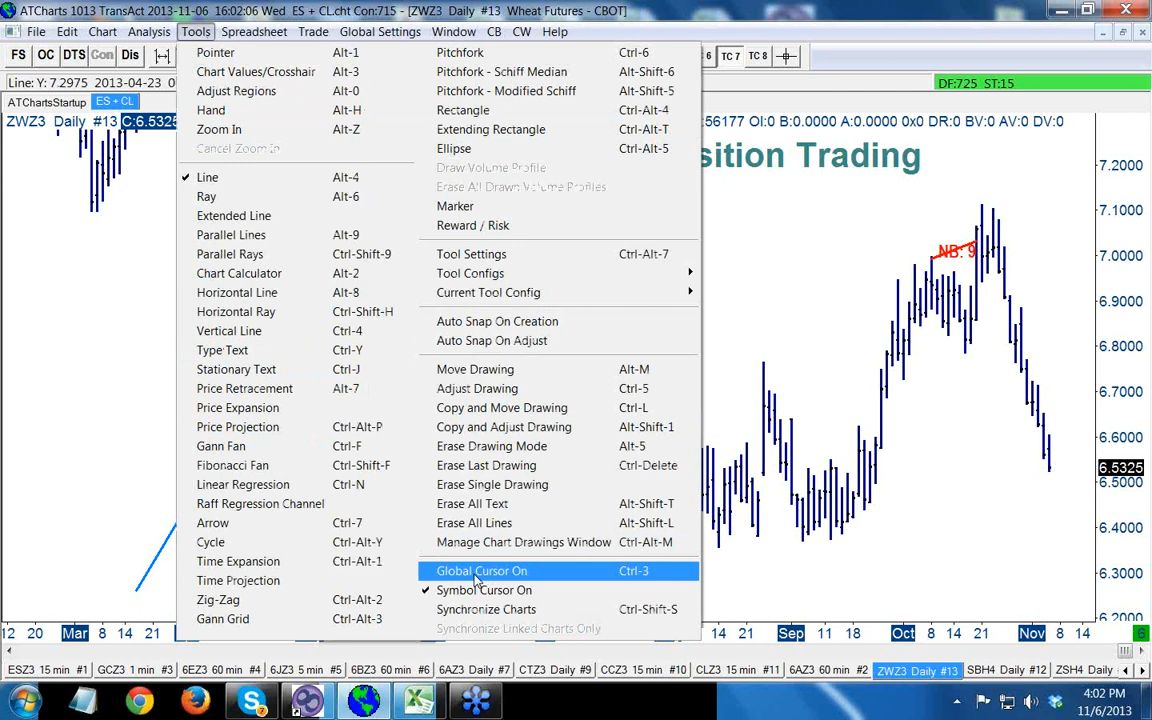 ATCharts 1013 TransAct 2013-11-06 16:02:06 Wed ES + CL.cht Con:715 - [ZWZ3 Daily #13 Wheat Futures - CBOT]
File Edit Chart Analysis Tools Spreadsheet Trade Global Settings Window CB CW Help
FS OC DTS Con Dis TC 7 TC 8
Line: Y: 7.2975 2013-04-23 0 DF:725 ST:15
ATChartsStartup ES + CL
ZWZ3 Daily #13 C:6.5325 :56177 OI:0 B:0.0000 A:0.0000 0x0 DR:0 BV:0 AV:0 DV:0
sition Trading
NB: 9
Pointer Alt-1
Chart Values/Crosshair Alt-3
Adjust Regions Alt-0
Hand Alt-H
Zoom In Alt-Z
Cancel Zoom In
Line Alt-4
Ray Alt-6
Extended Line
Parallel Lines Alt-9
Parallel Rays Ctrl-Shift-9
Chart Calculator Alt-2
Horizontal Line Alt-8
Horizontal Ray Ctrl-Shift-H
Vertical Line Ctrl-4
Type Text Ctrl-Y
Stationary Text Ctrl-J
Price Retracement Alt-7
Price Expansion
Price Projection Ctrl-Alt-P
Gann Fan Ctrl-F
Fibonacci Fan Ctrl-Shift-F
Linear Regression Ctrl-N
Raff Regression Channel
Arrow Ctrl-7
Cycle Ctrl-Alt-Y
Time Expansion Ctrl-Alt-1
Time Projection
Zig-Zag Ctrl-Alt-2
Gann Grid Ctrl-Alt-3
Pitchfork Ctrl-6
Pitchfork - Schiff Median Alt-Shift-6
Pitchfork - Modified Schiff Alt-Shift-5
Rectangle Ctrl-Alt-4
Extending Rectangle Ctrl-Alt-T
Ellipse Ctrl-Alt-5
Draw Volume Profile
Erase All Drawn Volume Profiles
Marker
Reward / Risk
Tool Settings Ctrl-Alt-7
Tool Configs
Current Tool Config
Auto Snap On Creation
Auto Snap On Adjust
Move Drawing Alt-M
Adjust Drawing Ctrl-5
Copy and Move Drawing Ctrl-L
Copy and Adjust Drawing Alt-Shift-1
Erase Drawing Mode Alt-5
Erase Last Drawing Ctrl-Delete
Erase Single Drawing
Erase All Text Alt-Shift-T
Erase All Lines Alt-Shift-L
Manage Chart Drawings Window Ctrl-Alt-M
Global Cursor On Ctrl-3
Symbol Cursor On
Synchronize Charts Ctrl-Shift-S
Synchronize Linked Charts Only
7.2000
7.1000
7.0000
6.9000
6.8000
6.7000
6.6000
6.5325
6.5000
6.4000
6.3000
6.2000
12 20 Mar 8 14 21 14 21 Sep 11 18 Oct 8 14 21 Nov 8 14 6
ESZ3 15 min #1 GCZ3 1 min #3 6EZ3 15 min #4 6JZ3 5 min #5 6BZ3 60 min #6 6AZ3 Daily #7 CTZ3 Daily #9 CCZ3 15 min #10 CLZ3 15 min #11 6AZ3 60 min #2 ZWZ3 Daily #13 SBH4 Daily #12 ZSH4 Daily #1
4:02 PM
11/6/2013